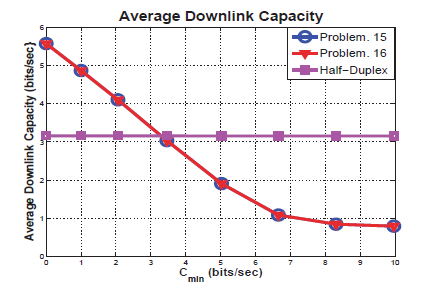 Average Downlink Capacity
Problem. 15
Problem. 16
Half-Duplex
Average Downlink Capacity (bits/sec)
6
5
4
3
2
1
0
0 1 2 3 4 5 6 7 8 9 10
C_min (bits/sec)